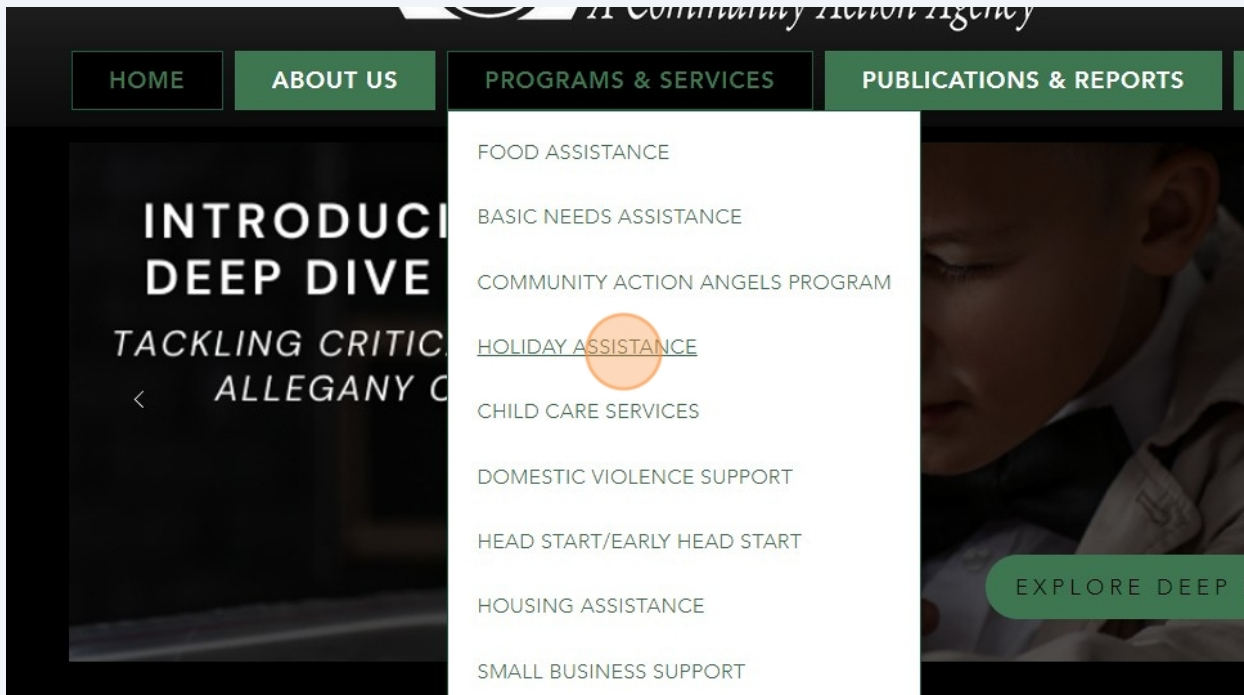 A Community Action Agency
HOME
ABOUT US
PROGRAMS & SERVICES
PUBLICATIONS & REPORTS
FOOD ASSISTANCE
BASIC NEEDS ASSISTANCE
COMMUNITY ACTION ANGELS PROGRAM
HOLIDAY ASSISTANCE
CHILD CARE SERVICES
DOMESTIC VIOLENCE SUPPORT
HEAD START/EARLY HEAD START
HOUSING ASSISTANCE
SMALL BUSINESS SUPPORT
INTRODUCI
DEEP DIVE
TACKLING CRITIC
ALLEGANY C
EXPLORE DEEP